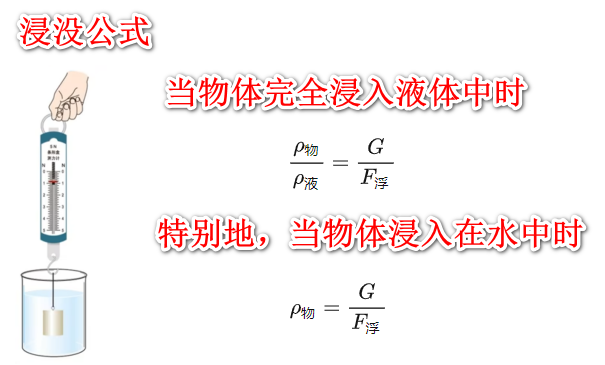 浸没公式
当物体完全浸入液体中时
ρ物/ρ液 = G/F浮
特别地，当物体浸入在水中时
ρ物 = G/F浮